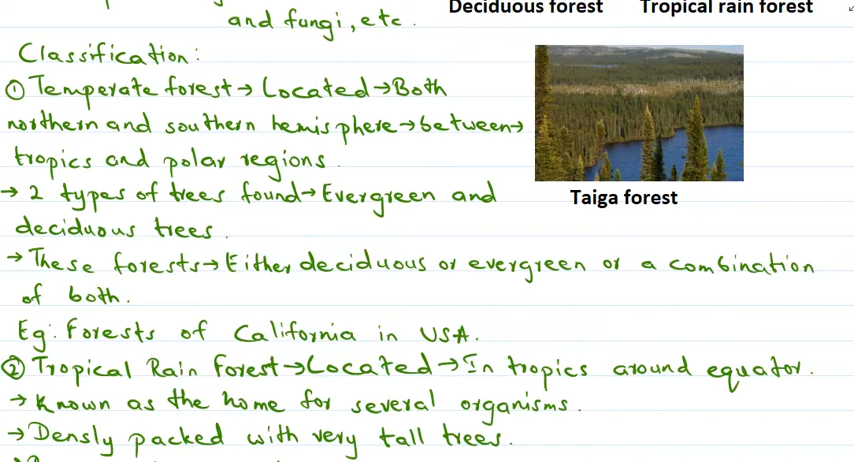 Deciduous forest Tropical rain forest
and fungi, etc.
Classification:
① Temperate forest → Located → Both
northern and southern hemisphere → between →
tropics and polar regions.
Taiga forest
→ 2 types of trees found → Evergreen and
deciduous trees.
→ These forests → Either deciduous or evergreen or a combination
of both.
Eg: Forests of California in USA.
② Tropical Rain Forest → Located → In tropics around equator.
→ Known as the home for several organisms.
→ Densly packed with very tall trees.